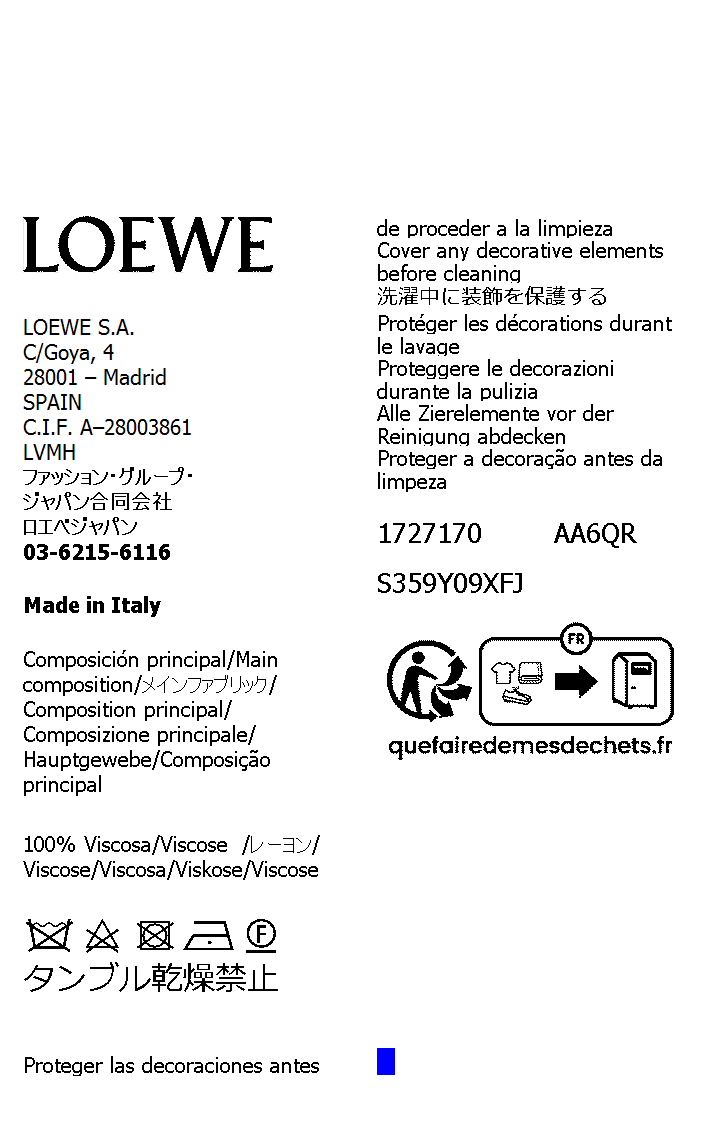 LOEWE
LOEWE S.A.
C/Goya, 4
28001 – Madrid
SPAIN
C.I.F. A–28003861
LVMH
ファッション・グループ・
ジャパン合同会社
ロエベジャパン
03-6215-6116
Made in Italy
Composición principal/Main
composition/メインファブリック/
Composition principal/
Composizione principale/
Hauptgewebe/Composição
principal
100% Viscosa/Viscose /レーヨン/
Viscose/Viscosa/Viskose/Viscose
F
タンブル乾燥禁止
Proteger las decoraciones antes
de proceder a la limpieza
Cover any decorative elements
before cleaning
洗濯中に装飾を保護する
Protéger les décorations durant
le lavage
Proteggere le decorazioni
durante la pulizia
Alle Zierelemente vor der
Reinigung abdecken
Proteger a decoração antes da
limpeza
1727170 AA6QR
S359Y09XFJ
FR
quefairedemesdechets.fr